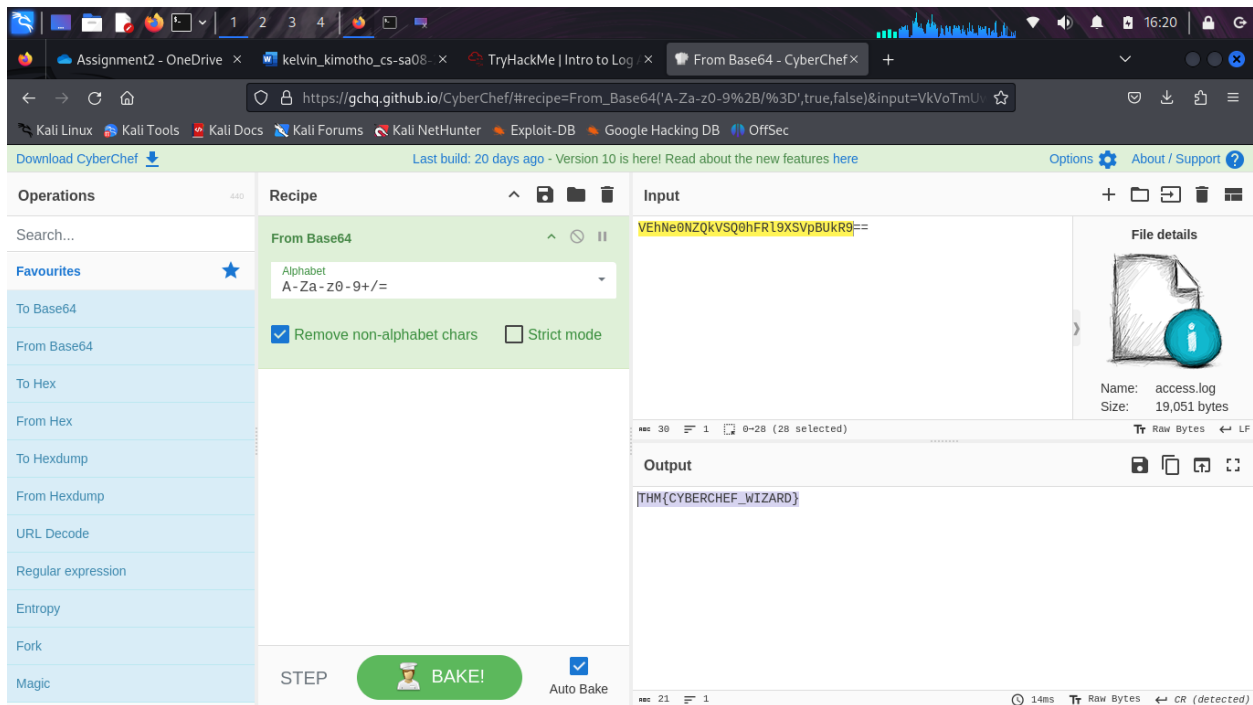 1 2 3 4 16:20
Assignment2 - OneDrive × kelvin_kimotho_cs-sa08- × TryHackMe | Intro to Log A × From Base64 - CyberChef × +
https://gchq.github.io/CyberChef/#recipe=From_Base64('A-Za-z0-9%2B/%3D',true,false)&input=VkVoTmU
Kali Linux Kali Tools Kali Docs Kali Forums Kali NetHunter Exploit-DB Google Hacking DB OffSec
Download CyberChef Last build: 20 days ago - Version 10 is here! Read about the new features here Options About / Support ?
Operations 440 Recipe Input
Search...
Favourites
To Base64
From Base64
To Hex
From Hex
To Hexdump
From Hexdump
URL Decode
Regular expression
Entropy
Fork
Magic
From Base64
Alphabet
A-Za-z0-9+/=
Remove non-alphabet chars Strict mode
STEP BAKE! Auto Bake
VEhNe0NZQkVSQ0hFRl9XSVpBUkR9==
File details
Name: access.log
Size: 19,051 bytes
ABC 30 1 0→28 (28 selected) Tт Raw Bytes LF
Output
THM{CYBERCHEF_WIZARD}
ABC 21 1 14ms Tт Raw Bytes CR (detected)